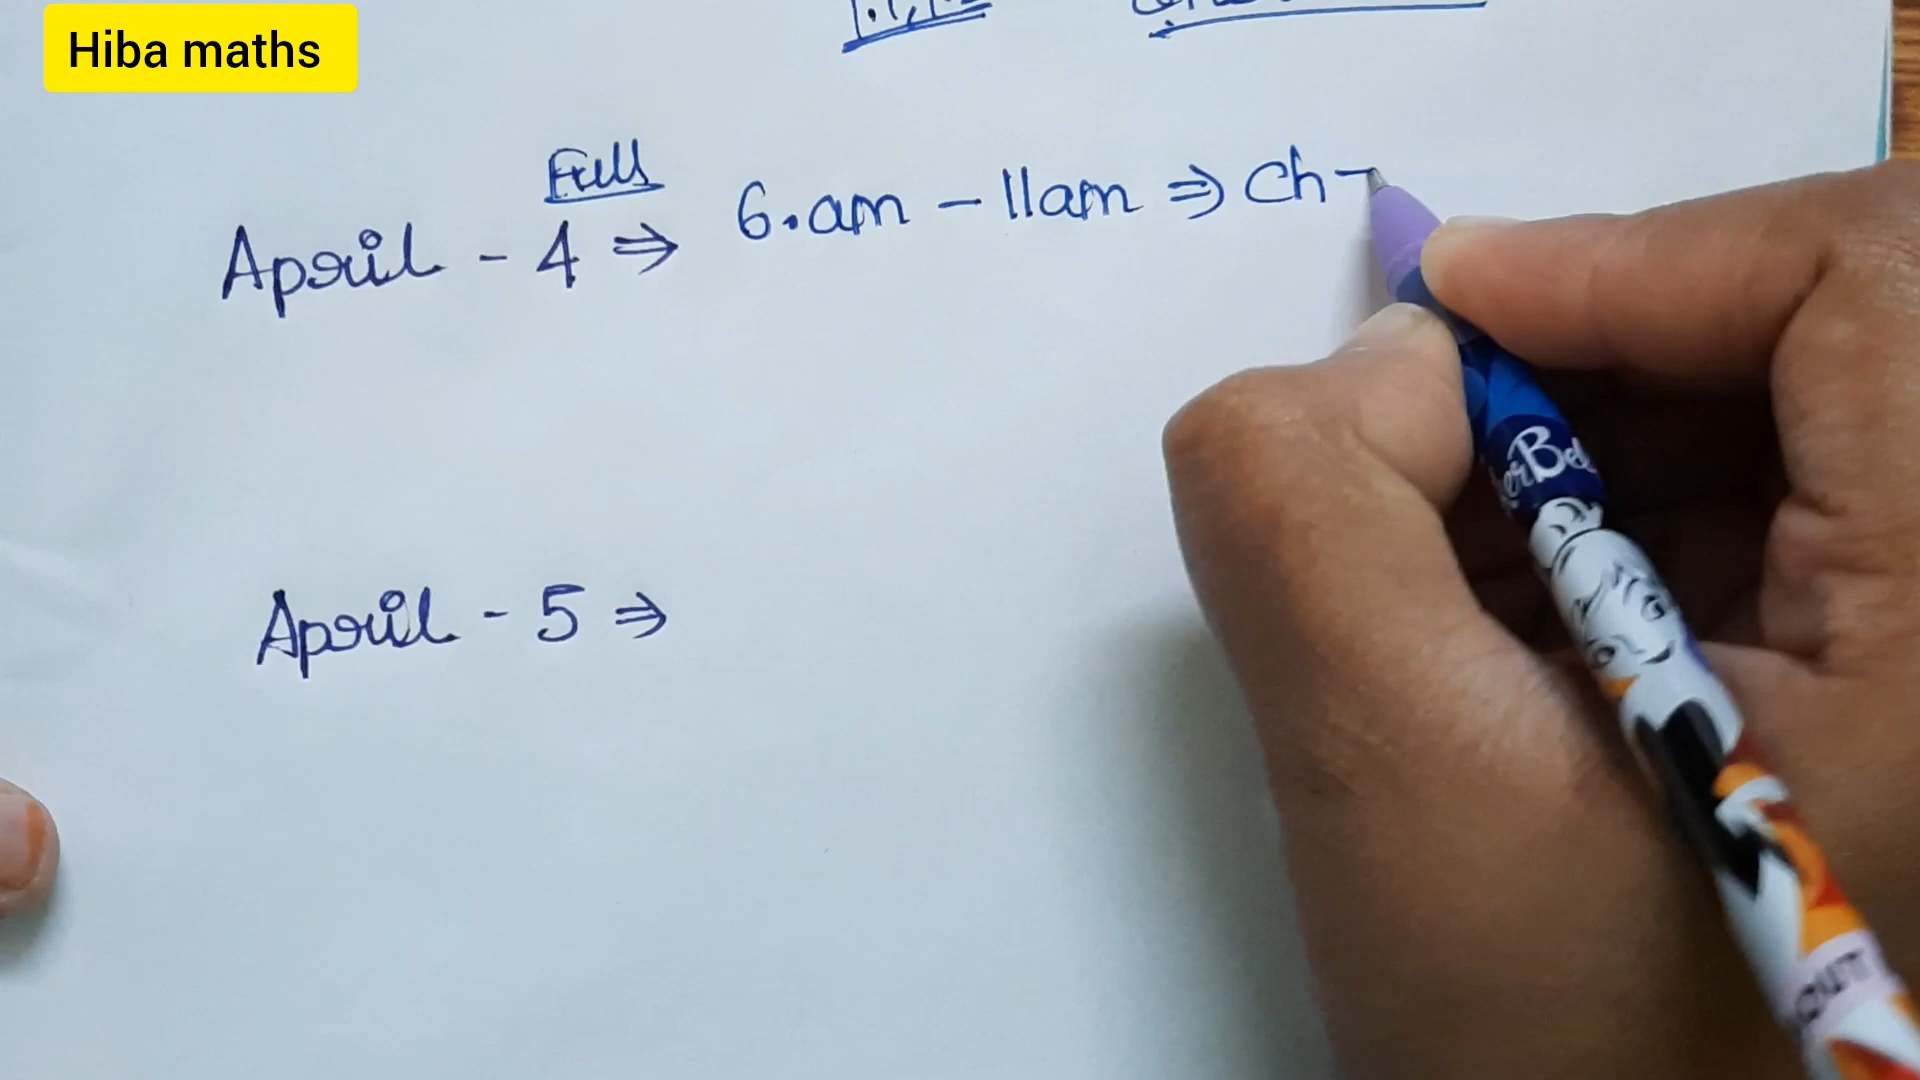 Hiba maths
Full
April - 4 ⇒ 6.am - 11am ⇒ Ch -
April - 5 ⇒